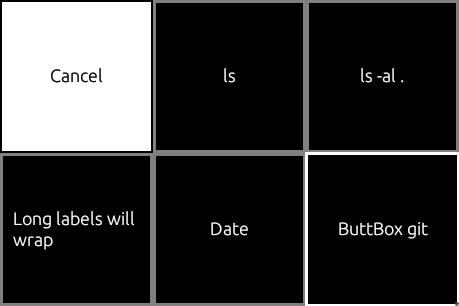 Cancel
ls
ls -al .
Long labels will
wrap
Date
ButtBox git